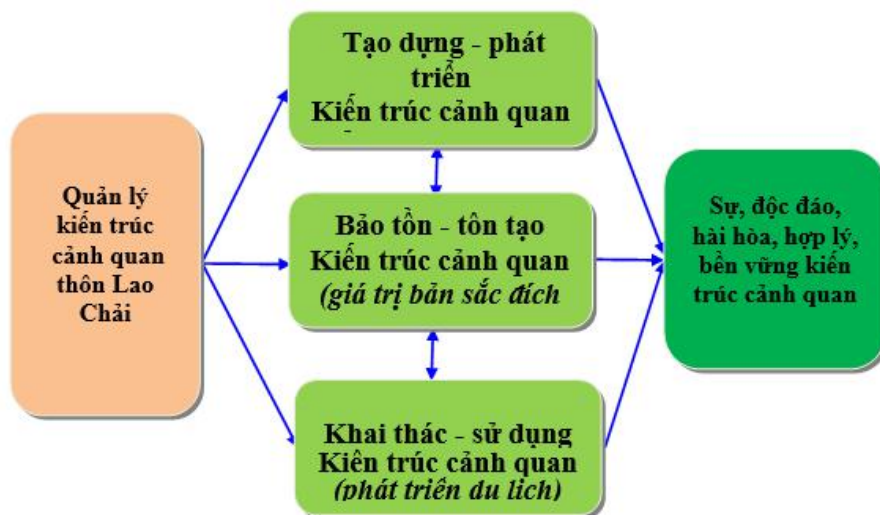 Quản lý
kiến trúc
cảnh quan
thôn Lao
Chải
Tạo dựng - phát
triển
Kiến trúc cảnh quan
Bảo tồn - tôn tạo
Kiến trúc cảnh quan
(giá trị bản sắc đích
Khai thác - sử dụng
Kiên trúc cảnh quan
(phát triển du lịch)
Sự, độc đáo,
hài hòa, hợp lý,
bền vững kiến
trúc cảnh quan